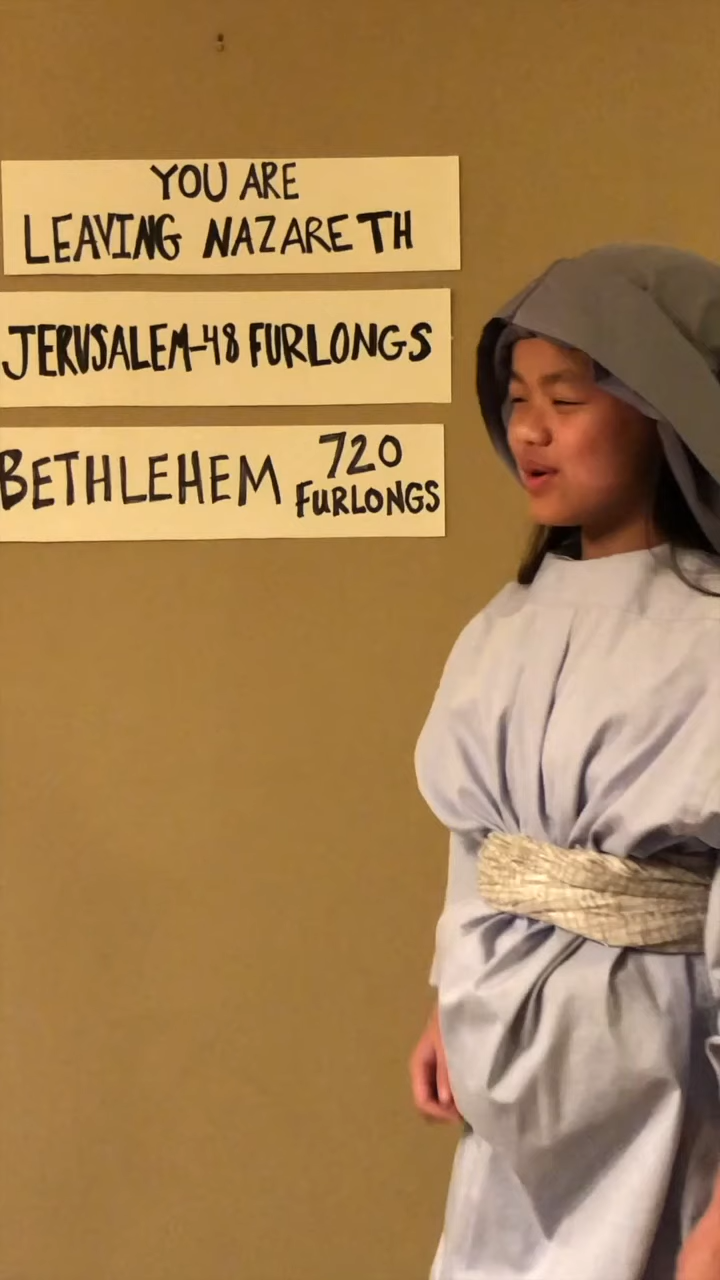 YOU ARE
LEAVING NAZARETH
JERUSALEM-48 FURLONGS
BETHLEHEM 720
FURLONGS